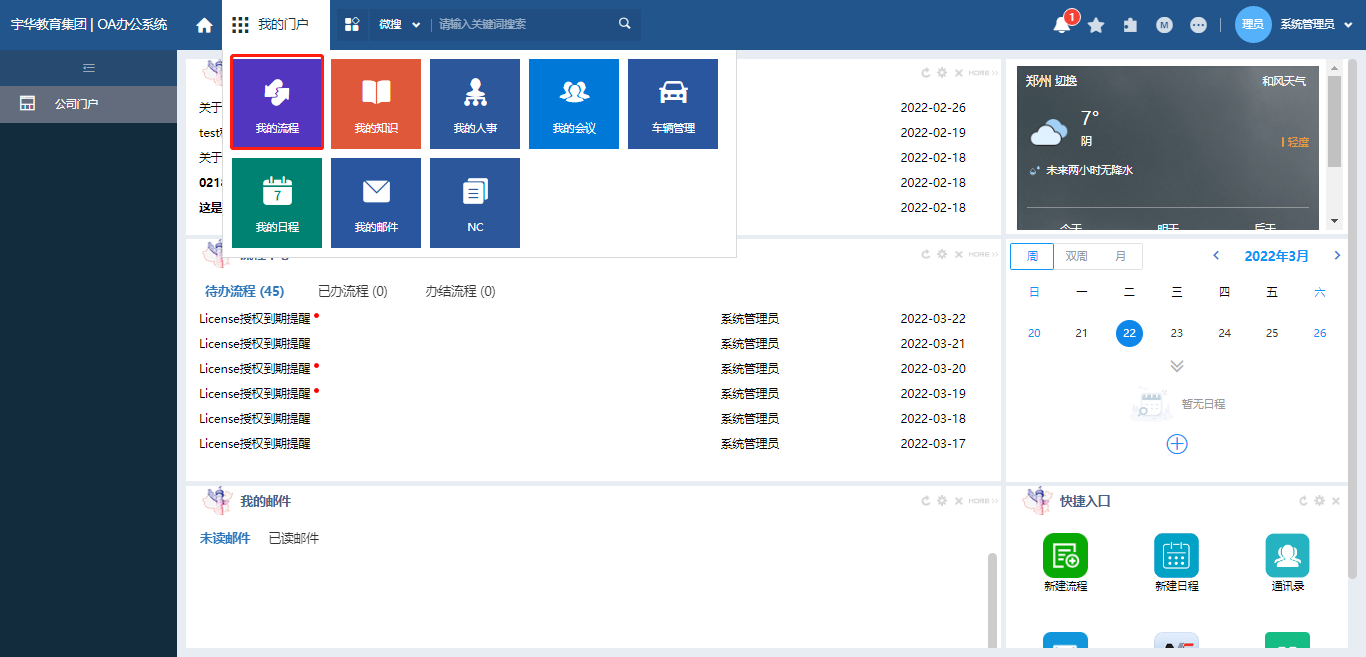 宇华教育集团 | OA办公系统
我的门户
微搜
请输入关键词搜索
1
M
理员
系统管理员
公司门户
我的流程
我的知识
我的人事
我的会议
车辆管理
7
我的日程
我的邮件
NC
MORE
关于
2022-02-26
test
2022-02-19
关于
2022-02-18
021
2022-02-18
这是
2022-02-18
郑州 切换
和风天气
7°
阴
轻度
未来两小时无降水
今天
明天
后天
MORE
待办流程 (45)
已办流程 (0)
办结流程 (0)
License授权到期提醒 系统管理员 2022-03-22
License授权到期提醒 系统管理员 2022-03-21
License授权到期提醒 系统管理员 2022-03-20
License授权到期提醒 系统管理员 2022-03-19
License授权到期提醒 系统管理员 2022-03-18
License授权到期提醒 系统管理员 2022-03-17
周 双周 月
2022年3月
日 一 二 三 四 五 六
20 21 22 23 24 25 26
暂无日程
我的邮件
MORE
未读邮件 已读邮件
快捷入口
新建流程
新建日程
通讯录